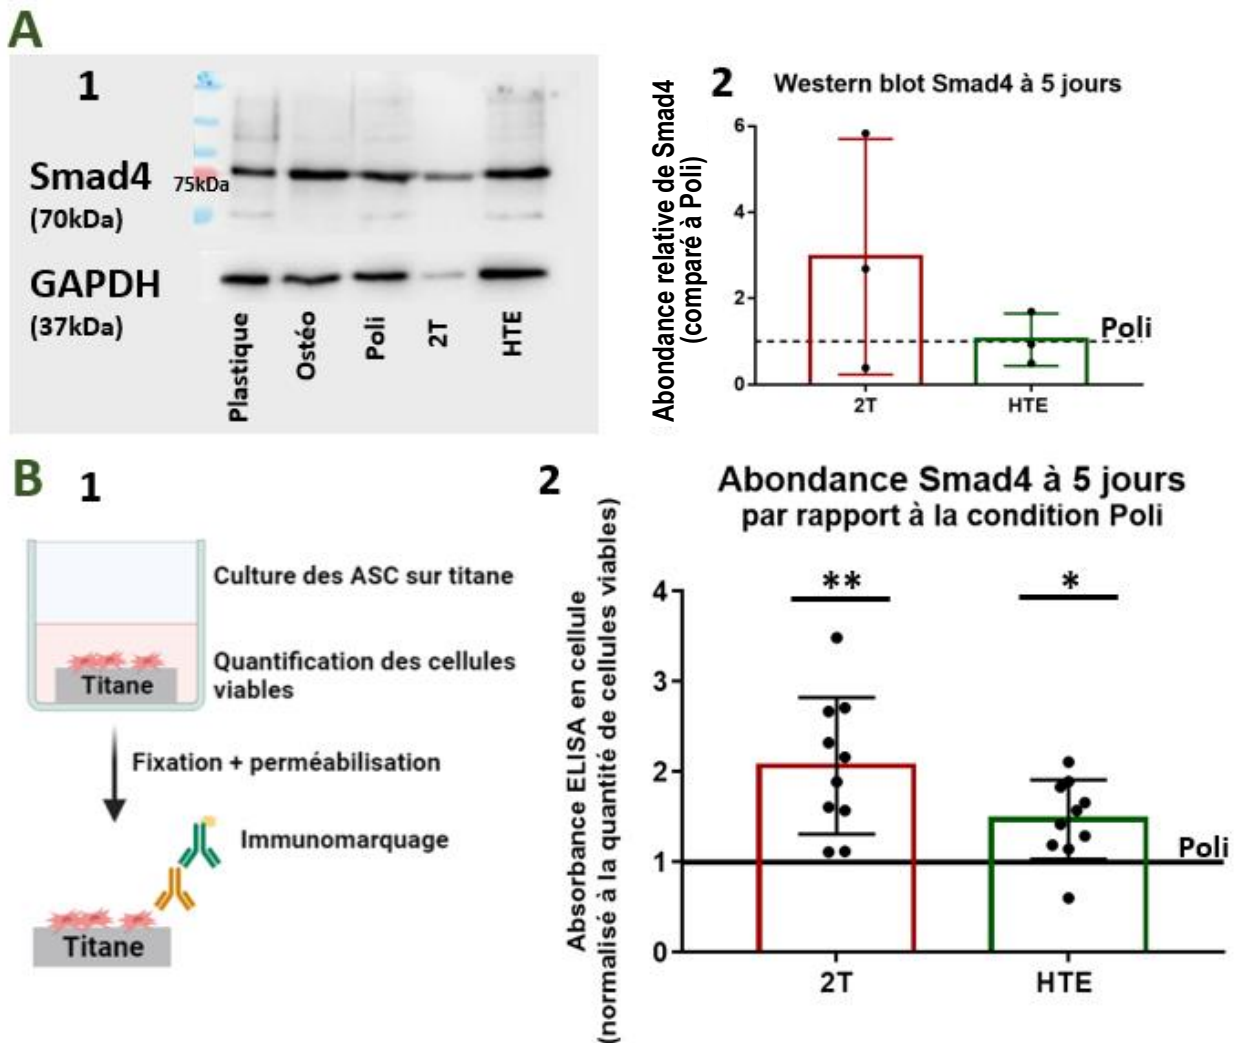 A
1
Smad4
(70kDa)
75kDa
GAPDH
(37kDa)
Plastique
Ostéo
Poli
2T
HTE
2
Western blot Smad4 à 5 jours
Abondance relative de Smad4
(comparé à Poli)
6
4
2
0
Poli
2T
HTE
B
1
Culture des ASC sur titane
Quantification des cellules
viables
Titane
Fixation + perméabilisation
Immunomarquage
Titane
2
Abondance Smad4 à 5 jours
par rapport à la condition Poli
Absorbance ELISA en cellule
(normalisé à la quantité de cellules viables)
**
*
4
3
2
1
0
Poli
2T
HTE